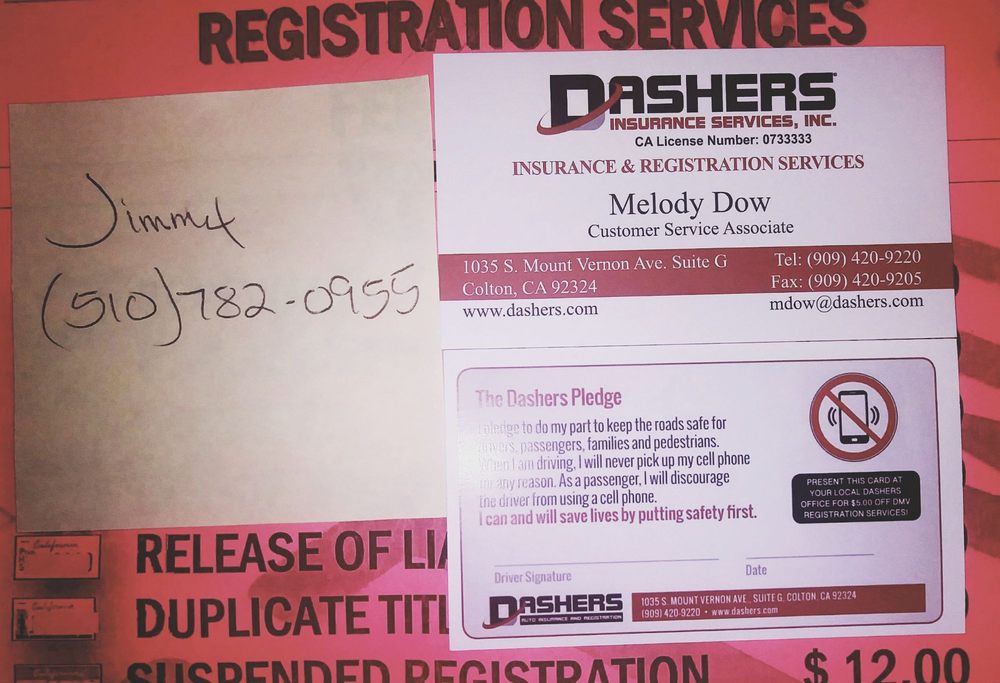 REGISTRATION SERVICES
Jimmy
(510) 782-0955
DASHERS
INSURANCE SERVICES, INC.
CA License Number: 0733333
INSURANCE & REGISTRATION SERVICES
Melody Dow
Customer Service Associate
1035 S. Mount Vernon Ave. Suite G
Colton, CA 92324
www.dashers.com
Tel: (909) 420-9220
Fax: (909) 420-9205
mdow@dashers.com
The Dashers Pledge
I pledge to do my part to keep the roads safe for
drivers, passengers, families and pedestrians.
When I am driving, I will never pick up my cell phone
for any reason. As a passenger, I will discourage
the driver from using a cell phone.
I can and will save lives by putting safety first.
PRESENT THIS CARD AT
YOUR LOCAL DASHERS
OFFICE FOR $5.00 OFF DMV
REGISTRATION SERVICES!
Driver Signature
Date
DASHERS
AUTO INSURANCE AND REGISTRATION
1035 S. MOUNT VERNON AVE., SUITE G, COLTON, CA 92324
(909) 420-9220 • www.dashers.com
California
RELEASE OF LIA
California
DUPLICATE TITL
SUSPENDED REGISTRATION
$ 12.00